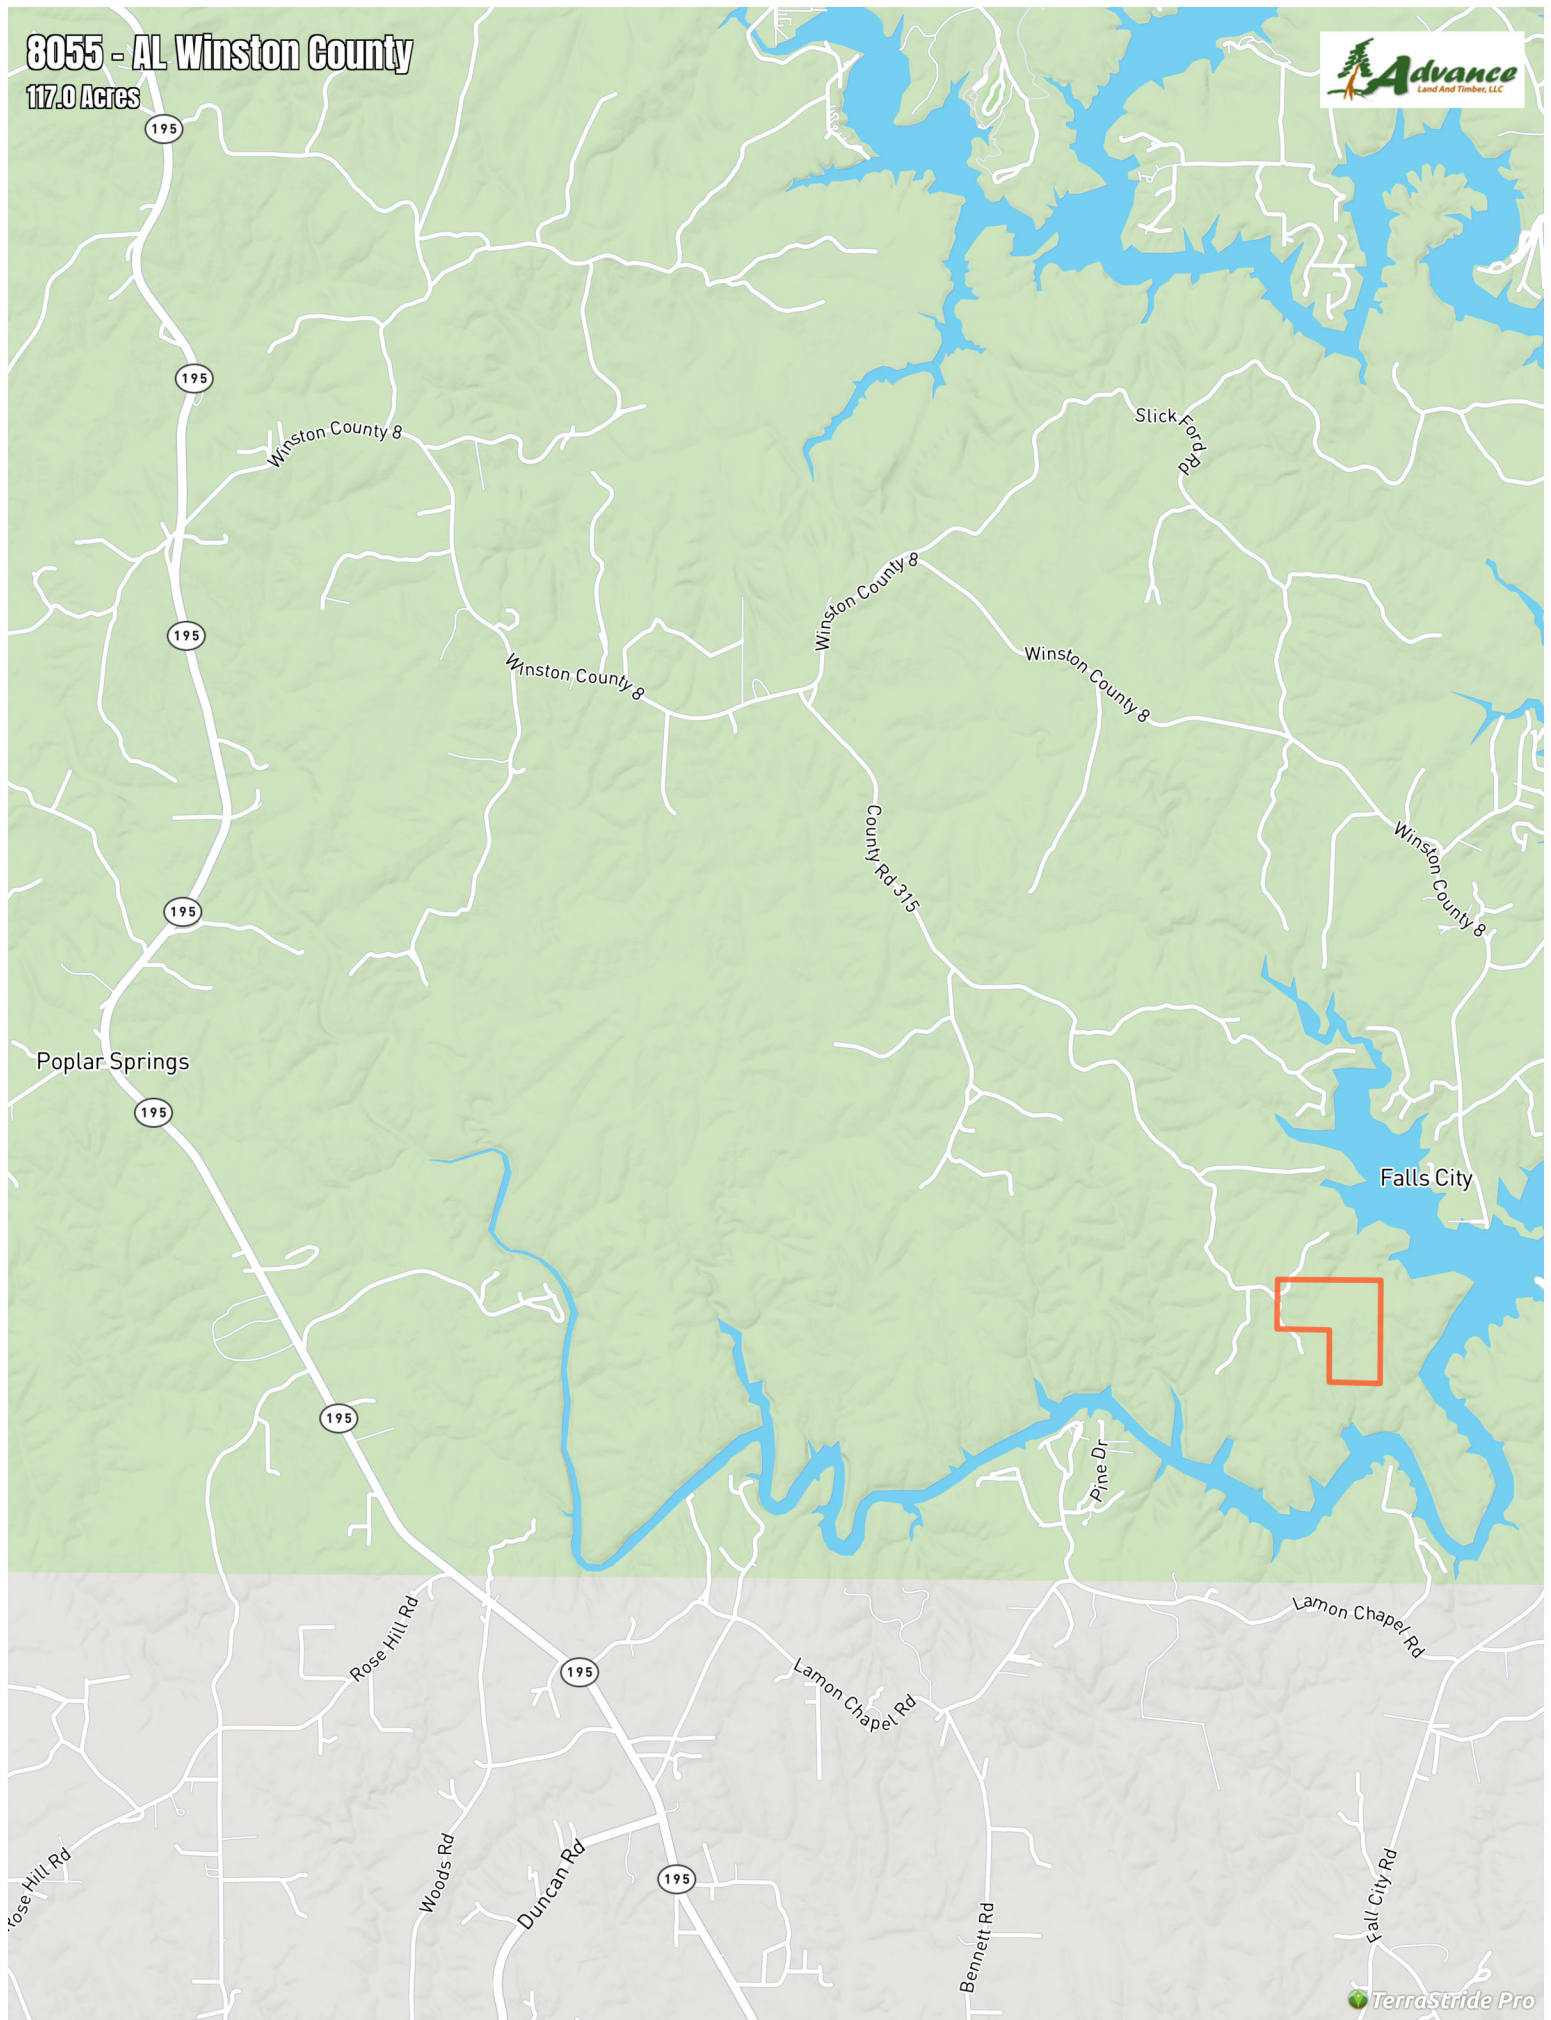 8055 - AL Winston County
117.0 Acres
Advance
Land And Timber, LLC
195
195
Slick Ford Rd
Winston County 8
Winston County 8
195
Winston County 8
Winston County 8
County Rd 315
Winston County 8
195
Poplar Springs
195
Falls City
195
Pine Dr
Rose Hill Rd
Lamon Chapel Rd
195
Lamon Chapel Rd
Rose Hill Rd
Woods Rd
Duncan Rd
195
Fall City Rd
Bennett Rd
TerraStride Pro